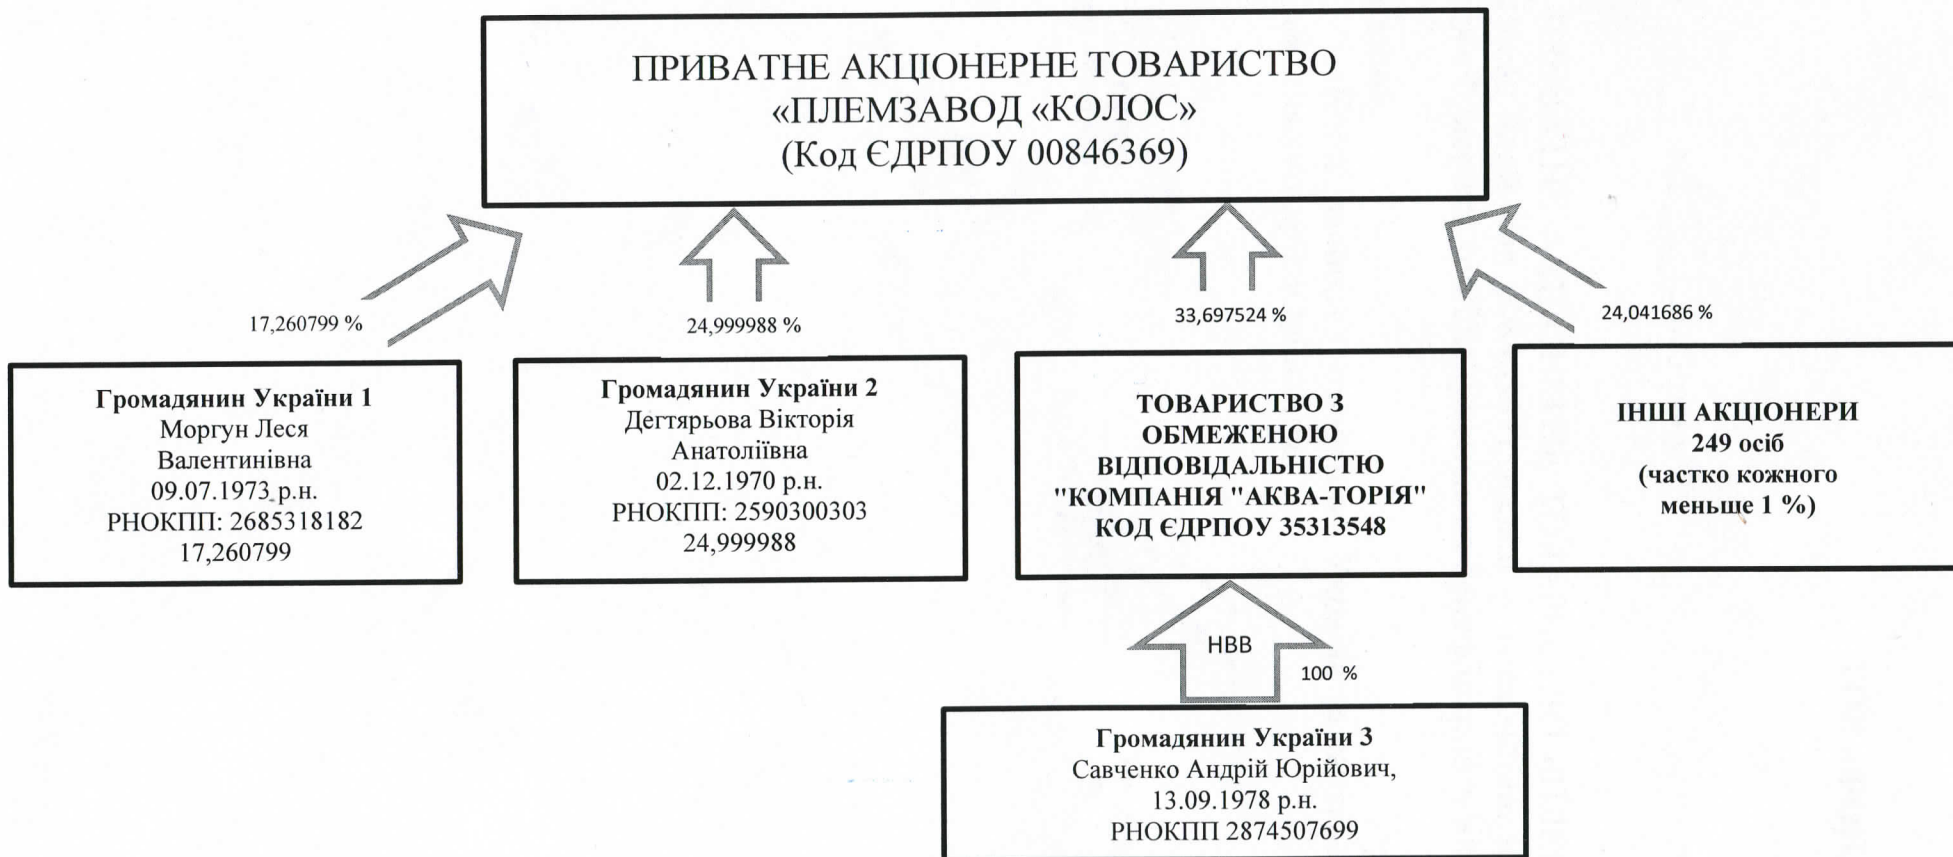 ПРИВАТНЕ АКЦІОНЕРНЕ ТОВАРИСТВО
«ПЛЕМЗАВОД «КОЛОС»
(Код ЄДРПОУ 00846369)
17,260799 %
24,999988 %
33,697524 %
24,041686 %
Громадянин України 1
Моргун Леся
Валентинівна
09.07.1973 р.н.
РНОКПП: 2685318182
17,260799
Громадянин України 2
Дегтярьова Вікторія
Анатоліївна
02.12.1970 р.н.
РНОКПП: 2590300303
24,999988
ТОВАРИСТВО З
ОБМЕЖЕНОЮ
ВІДПОВІДАЛЬНІСТЮ
"КОМПАНІЯ "АКВА-ТОРІЯ"
КОД ЄДРПОУ 35313548
ІНШІ АКЦІОНЕРИ
249 осіб
(частко кожного
меньше 1 %)
НВВ
100 %
Громадянин України 3
Савченко Андрій Юрійович,
13.09.1978 р.н.
РНОКПП 2874507699